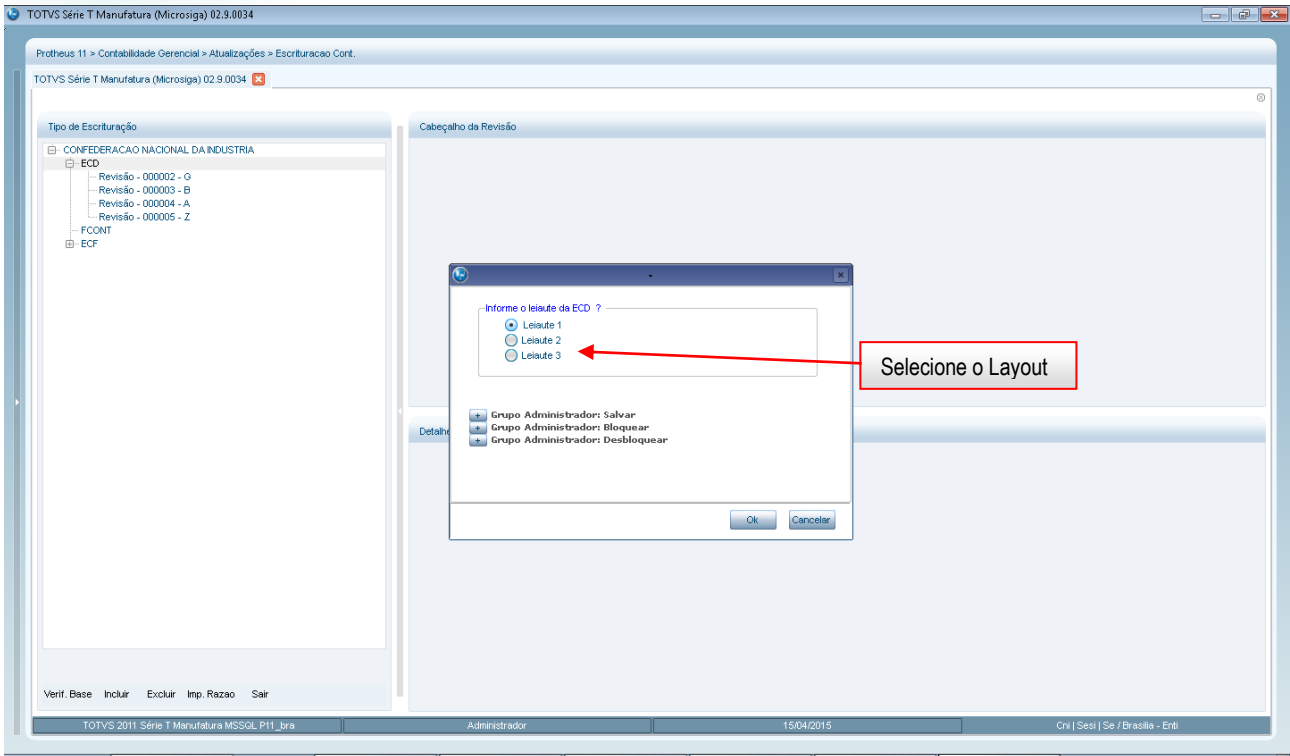 TOTVS Série T Manufatura (Microsiga) 02.9.0034
Protheus 11 > Contabilidade Gerencial > Atualizações > Escrituracao Cont.
TOTVS Série T Manufatura (Microsiga) 02.9.0034
Tipo de Escrituração
CONFEDERACAO NACIONAL DA INDUSTRIA
ECD
Revisão - 000002 - G
Revisão - 000003 - B
Revisão - 000004 - A
Revisão - 000005 - Z
FCONT
ECF
Cabeçalho da Revisão
Informe o leiaute da ECD ?
Leiaute 1
Leiaute 2
Leiaute 3
Selecione o Layout
Grupo Administrador: Salvar
Grupo Administrador: Bloquear
Grupo Administrador: Desbloquear
Detalhe
Ok Cancelar
Verif. Base Incluir Excluir Imp. Razao Sair
TOTVS 2011 Série T Manufatura MSSQL P11_bra Administrador 15/04/2015 Cni | Sesi | Se / Brasilia - Enti